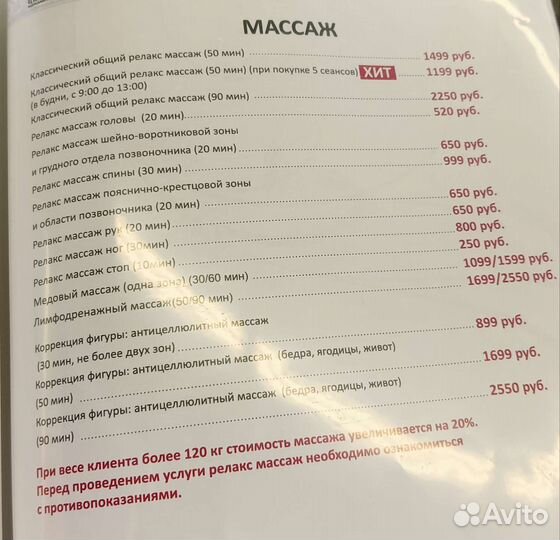 МАССАЖ
Классический общий релакс массаж (50 мин) 1499 руб.
Классический общий релакс массаж (50 мин) (при покупке 5 сеансов) ХИТ 1199 руб.
(в будни, с 9:00 до 13:00)
Классический общий релакс массаж (90 мин) 2250 руб.
Релакс массаж головы (20 мин) 520 руб.
Релакс массаж шейно-воротниковой зоны
и грудного отдела позвоночника (20 мин) 650 руб.
Релакс массаж спины (30 мин) 999 руб.
Релакс массаж пояснично-крестцовой зоны
и области позвоночника (20 мин) 650 руб.
Релакс массаж рук (20 мин) 650 руб.
Релакс массаж ног (30мин) 800 руб.
Релакс массаж стоп (10мин) 250 руб.
Медовый массаж (одна зона) (30/60 мин) 1099/1599 руб.
Лимфодренажный массаж(50/90 мин) 1699/2550 руб.
Коррекция фигуры: антицеллюлитный массаж
(30 мин, не более двух зон) 899 руб.
Коррекция фигуры: антицеллюлитный массаж (бедра, ягодицы, живот)
(50 мин) 1699 руб.
Коррекция фигуры: антицеллюлитный массаж (бедра, ягодицы, живот)
(90 мин) 2550 руб.
При весе клиента более 120 кг стоимость массажа увеличивается на 20%.
Перед проведением услуги релакс массаж необходимо ознакомиться
с противопоказаниями.
Avito